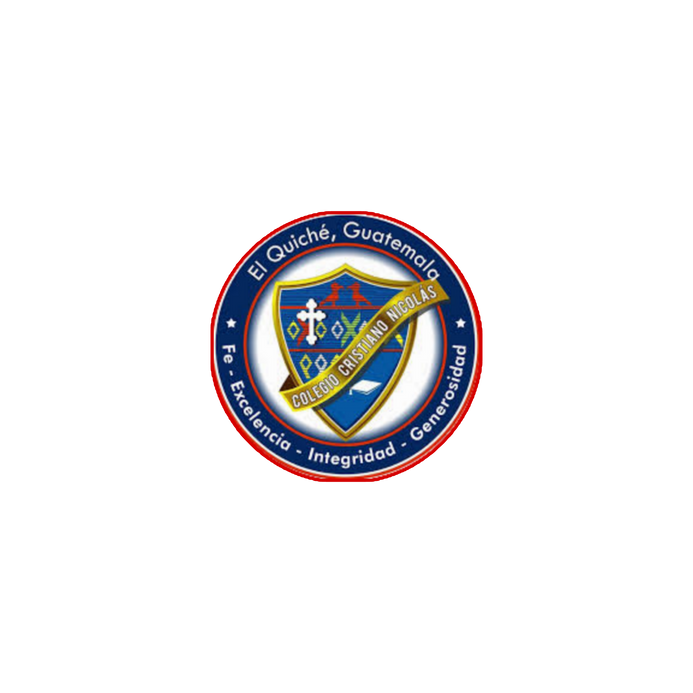 El Quiché, Guatemala
COLEGIO CRISTIANO NICOLÁS
Fe - Excelencia - Integridad - Generosidad